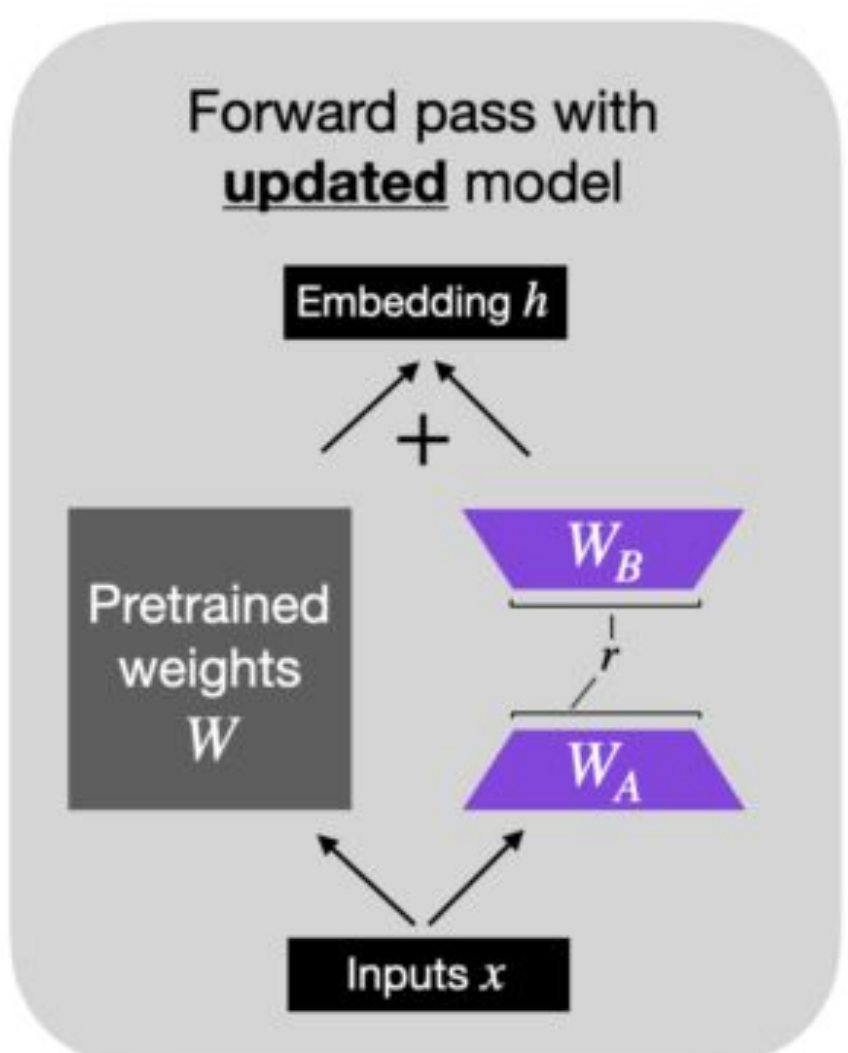 Forward pass with
updated model
Embedding h
+
W_B
Pretrained
weights
W
r
W_A
Inputs x